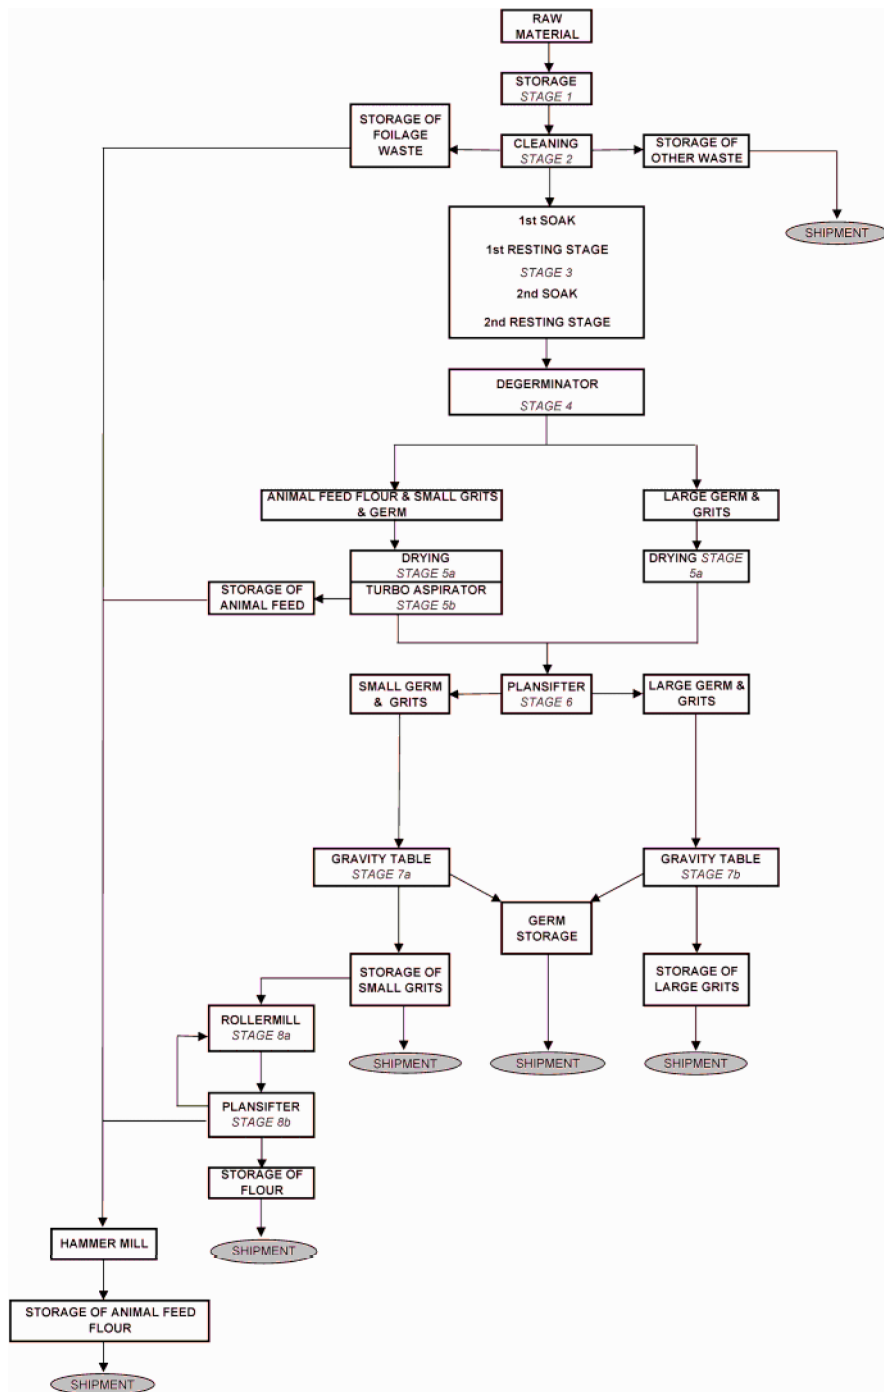 RAW
MATERIAL
STORAGE
STAGE 1
STORAGE OF
FOILAGE
WASTE
CLEANING
STAGE 2
STORAGE OF
OTHER WASTE
SHIPMENT
1st SOAK
1st RESTING STAGE
STAGE 3
2nd SOAK
2nd RESTING STAGE
DEGERMINATOR
STAGE 4
ANIMAL FEED FLOUR & SMALL GRITS
& GERM
LARGE GERM &
GRITS
DRYING
STAGE 5a
DRYING STAGE
5a
STORAGE OF
ANIMAL FEED
TURBO ASPIRATOR
STAGE 5b
SMALL GERM
& GRITS
PLANSIFTER
STAGE 6
LARGE GERM &
GRITS
GRAVITY TABLE
STAGE 7a
GRAVITY TABLE
STAGE 7b
GERM
STORAGE
STORAGE OF
SMALL GRITS
STORAGE OF
LARGE GRITS
ROLLERMILL
STAGE 8a
SHIPMENT
SHIPMENT
SHIPMENT
PLANSIFTER
STAGE 8b
STORAGE OF
FLOUR
HAMMER MILL
SHIPMENT
STORAGE OF ANIMAL FEED
FLOUR
SHIPMENT